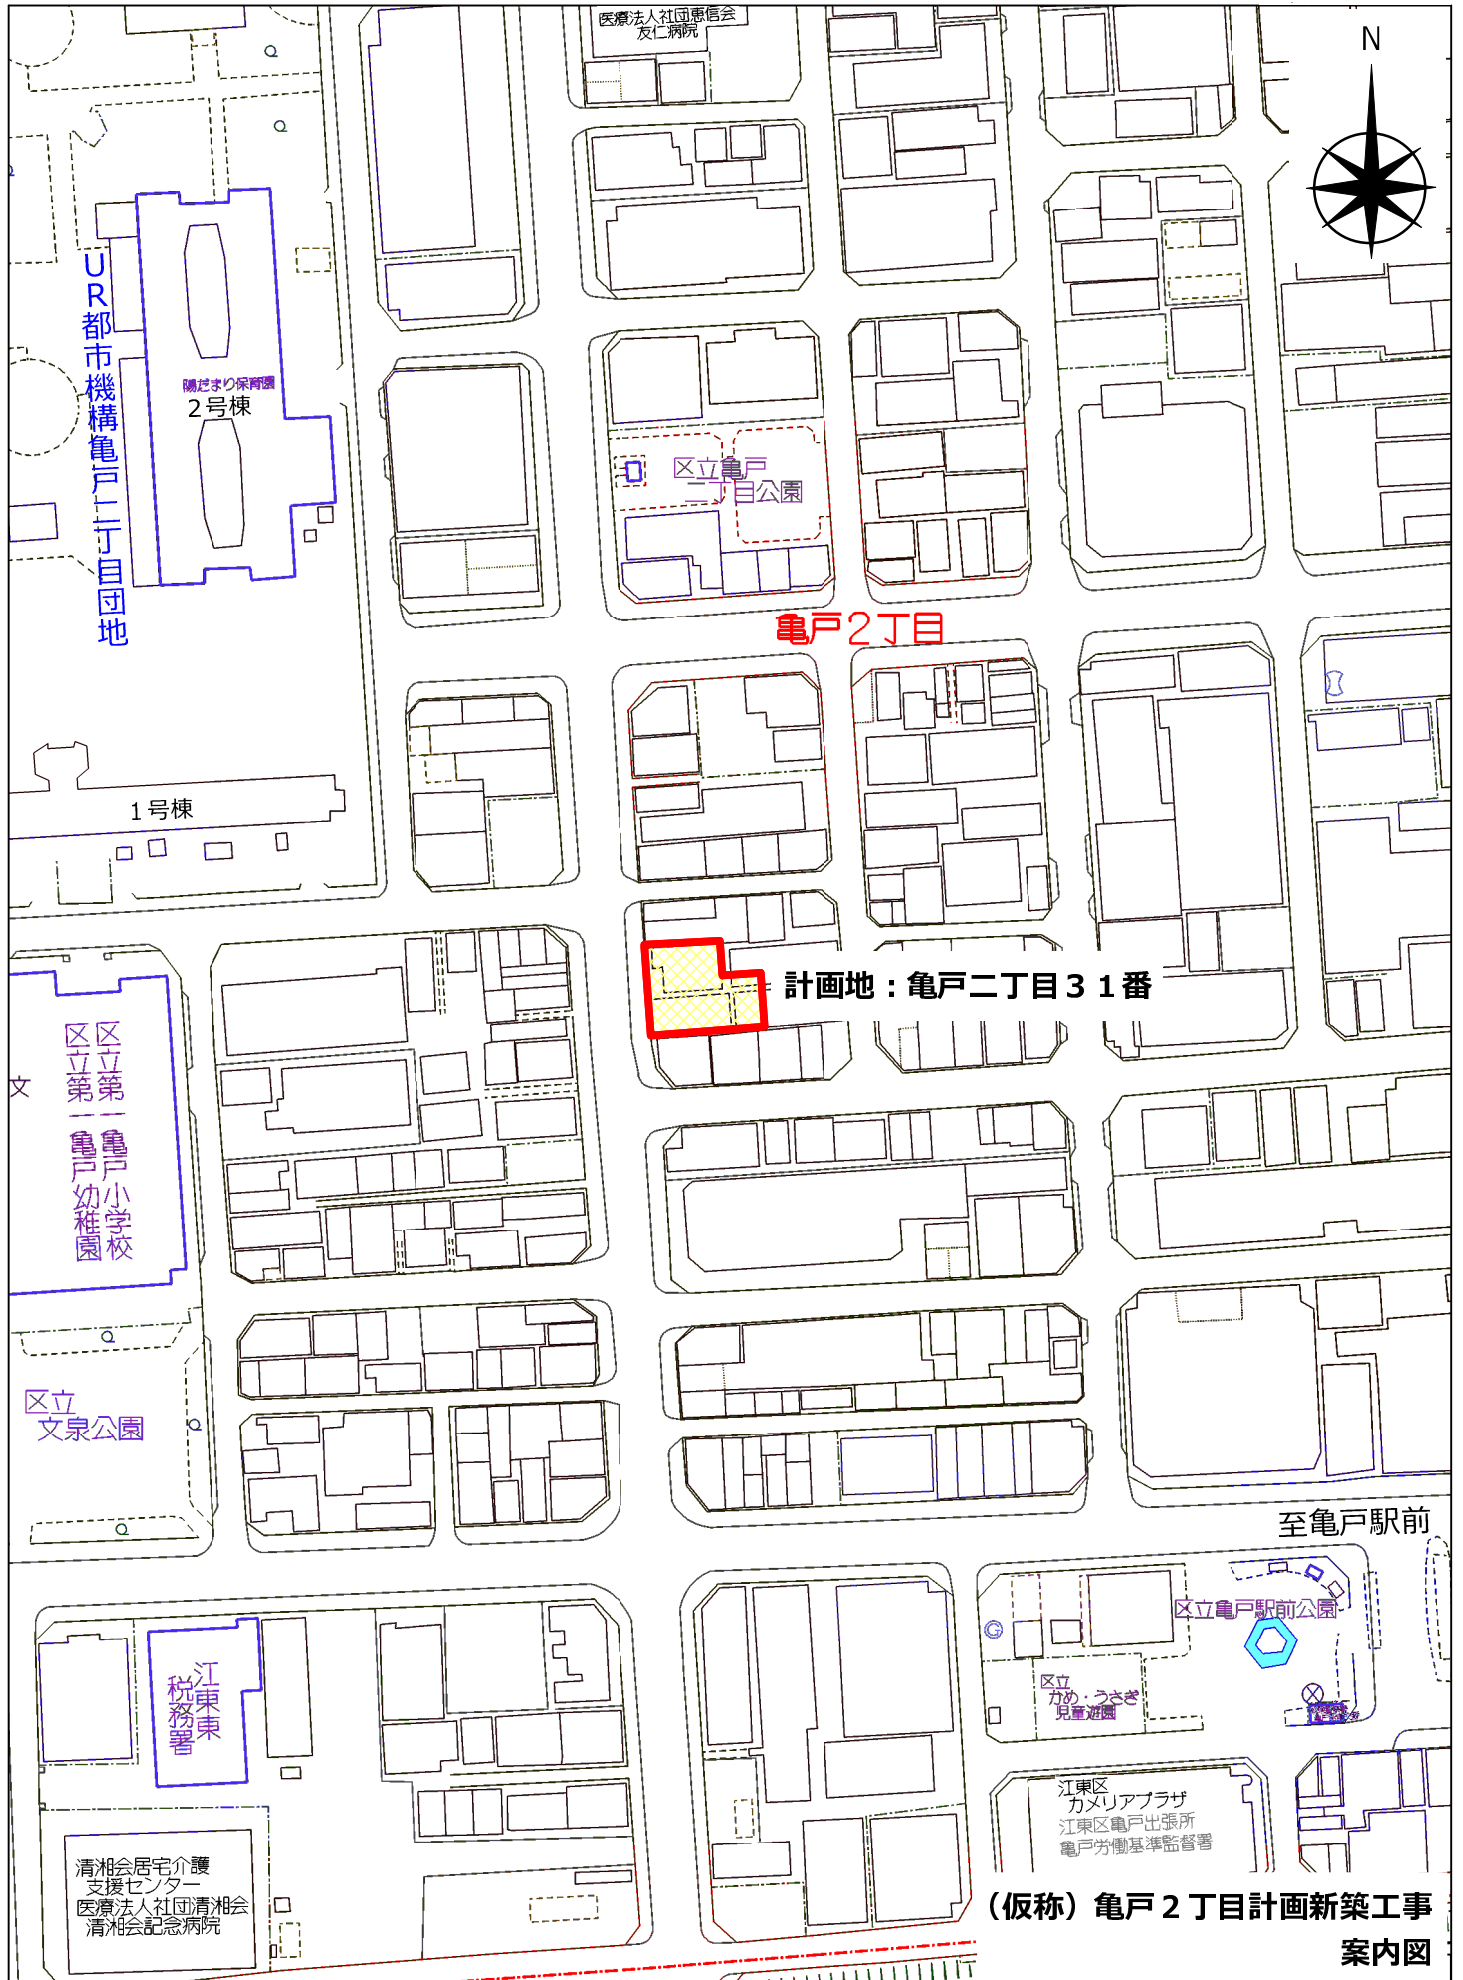 医療法人社団恵信会
友仁病院
N
UR都市機構亀戸二丁目団地
陽だまり保育園
2号棟
区立亀戸
二丁目公園
亀戸2丁目
1号棟
計画地：亀戸二丁目３１番
文
区立第一亀戸小学校
区立第一亀戸幼稚園
区立
文泉公園
至亀戸駅前
区立亀戸駅前公園
G
区立
かめ・うさぎ
児童遊園
江東東
税務署
江東区
カメリアプラザ
江東区亀戸出張所
亀戸労働基準監督署
清湘会居宅介護
支援センター
医療法人社団清湘会
清湘会記念病院
（仮称）亀戸２丁目計画新築工事
案内図